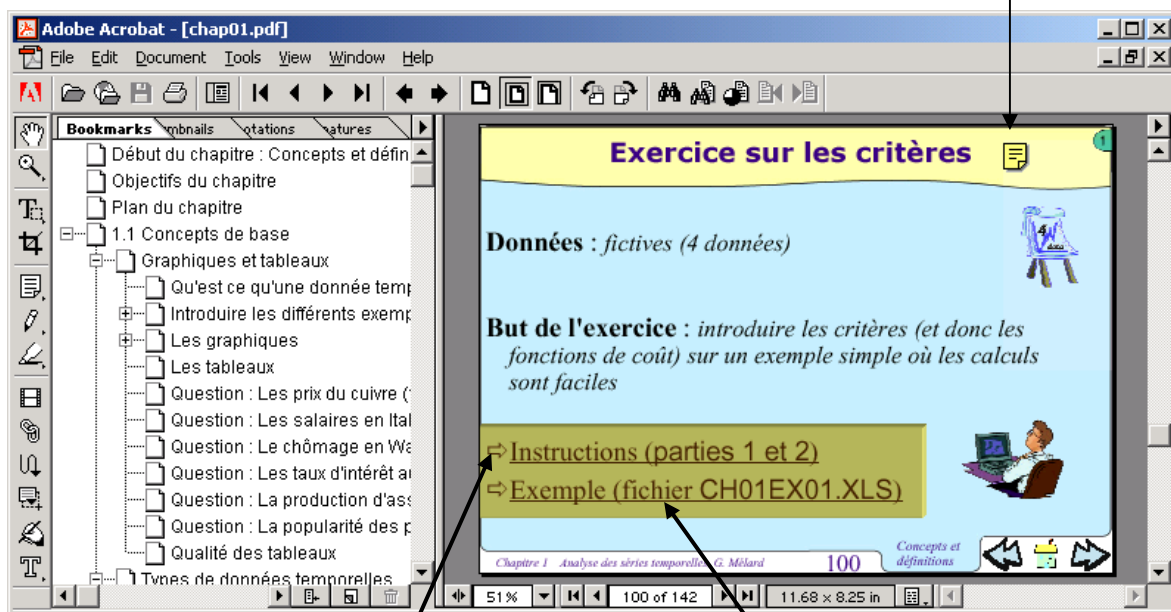 Adobe Acrobat - [chap01.pdf]
File Edit Document Tools View Window Help
Bookmarks mbnails otations natures
Début du chapitre : Concepts et défin
Objectifs du chapitre
Plan du chapitre
1.1 Concepts de base
Graphiques et tableaux
Qu'est ce qu'une donnée temp
Introduire les différents exemp
Les graphiques
Les tableaux
Question : Les prix du cuivre (
Question : Les salaires en Ital
Question : Le chômage en Wa
Question : Les taux d'intérêt a
Question : La production d'ass
Question : La popularité des p
Qualité des tableaux
Types de données temporelles
Exercice sur les critères
1
Données : fictives (4 données)
But de l'exercice : introduire les critères (et donc les
fonctions de coût) sur un exemple simple où les calculs
sont faciles
⇨Instructions (parties 1 et 2)
⇨Exemple (fichier CH01EX01.XLS)
Chapitre 1 Analyse des séries temporelles, G. Mélard
100
Concepts et
définitions
51% 100 of 142 11.68 x 8.25 in